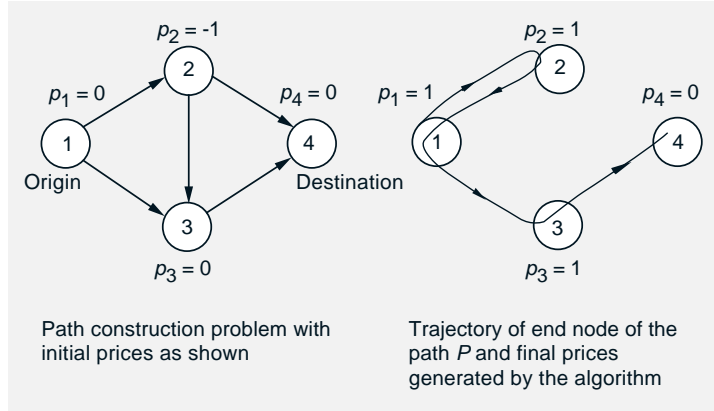 p2 = -1
p1 = 0
2
p4 = 0
1
4
Origin
Destination
3
p3 = 0
Path construction problem with
initial prices as shown
p2 = 1
2
p1 = 1
p4 = 0
1
4
3
p3 = 1
Trajectory of end node of the
path P and final prices
generated by the algorithm